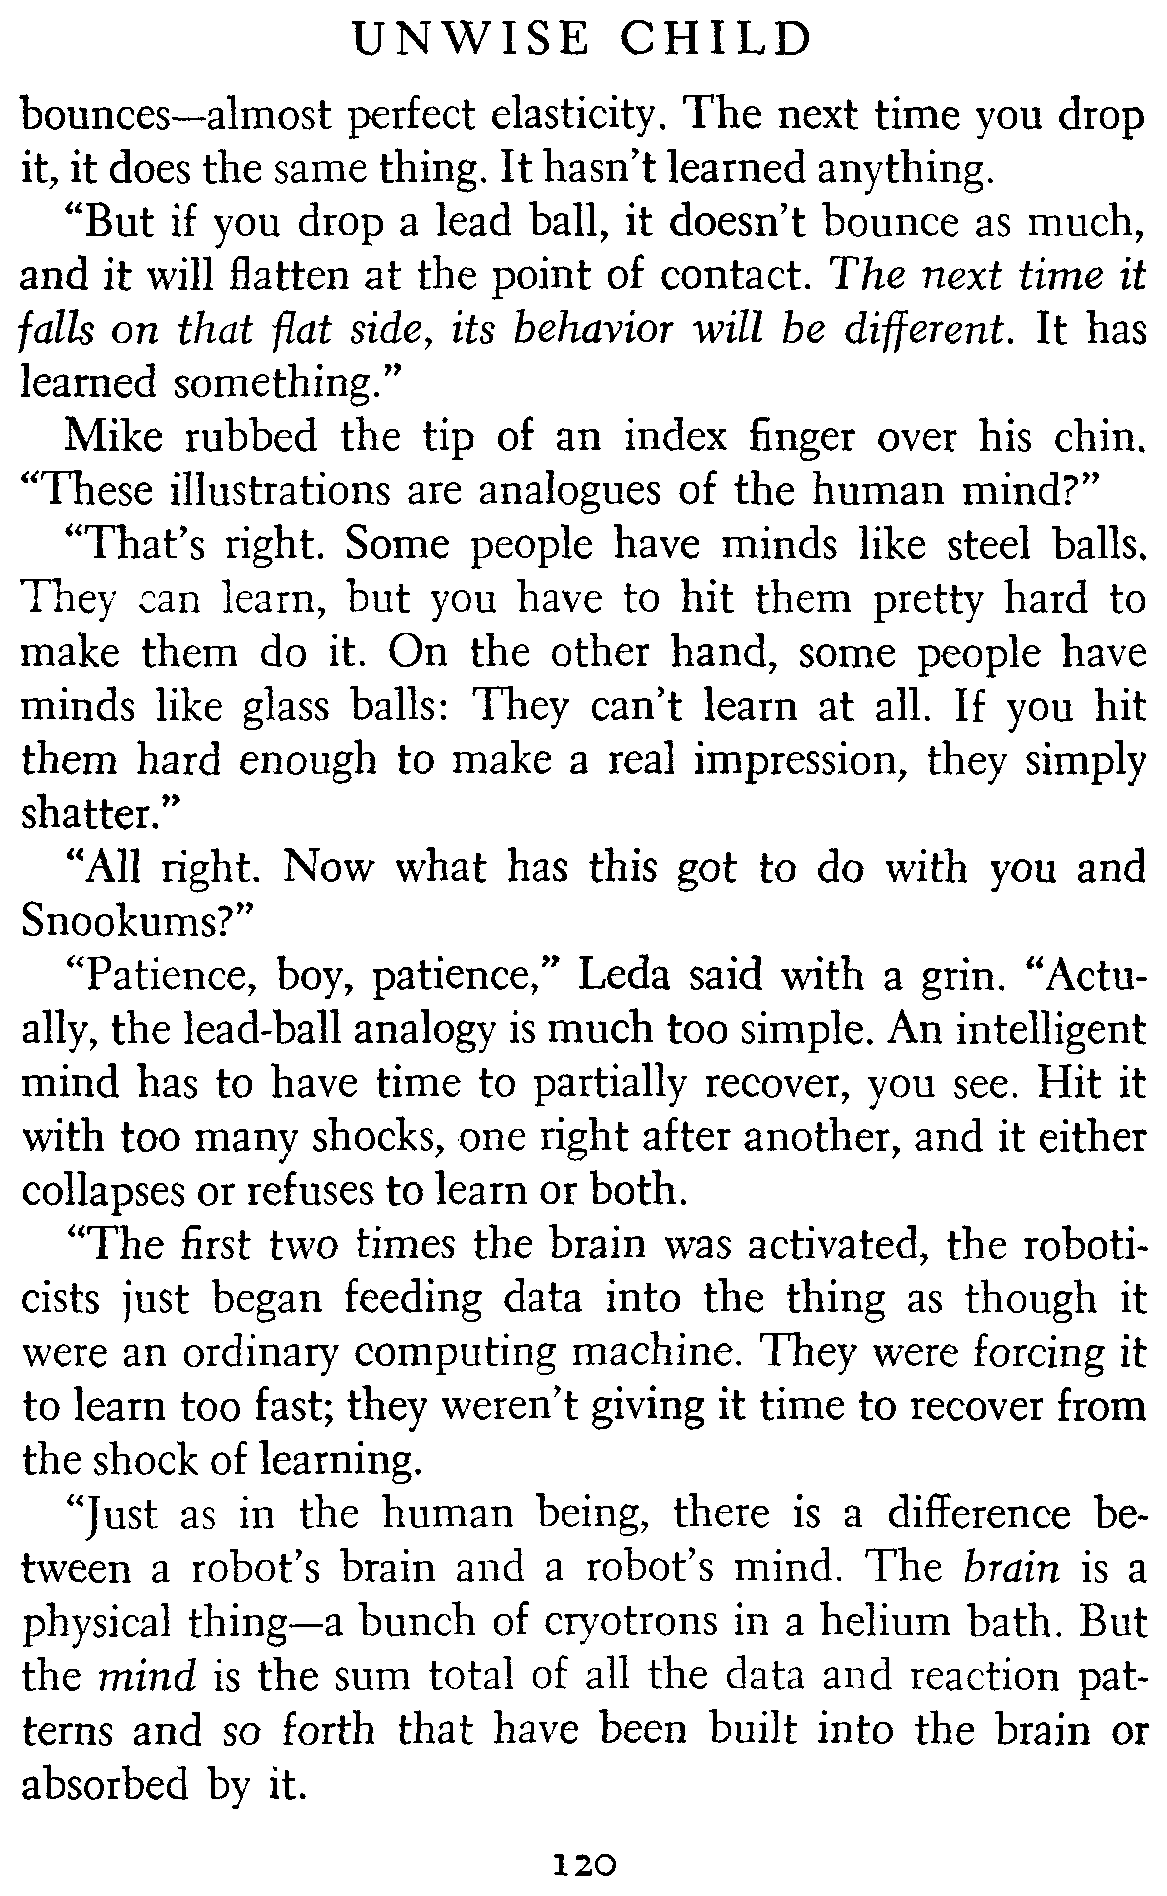 UNWISE CHILD
bounces—almost perfect elasticity. The next time you drop
it, it does the same thing. It hasn't learned anything.
“But if you drop a lead ball, it doesn't bounce as much,
and it will flatten at the point of contact. The next time it
falls on that flat side, its behavior will be different. It has
learned something.”
Mike rubbed the tip of an index finger over his chin.
“These illustrations are analogues of the human mind?”
“That's right. Some people have minds like steel balls.
They can learn, but you have to hit them pretty hard to
make them do it. On the other hand, some people have
minds like glass balls: They can't learn at all. If you hit
them hard enough to make a real impression, they simply
shatter.”
“All right. Now what has this got to do with you and
Snookums?”
“Patience, boy, patience,” Leda said with a grin. “Actu-
ally, the lead-ball analogy is much too simple. An intelligent
mind has to have time to partially recover, you see. Hit it
with too many shocks, one right after another, and it either
collapses or refuses to learn or both.
“The first two times the brain was activated, the roboti-
cists just began feeding data into the thing as though it
were an ordinary computing machine. They were forcing it
to learn too fast; they weren't giving it time to recover from
the shock of learning.
“Just as in the human being, there is a difference be-
tween a robot's brain and a robot's mind. The brain is a
physical thing—a bunch of cryotrons in a helium bath. But
the mind is the sum total of all the data and reaction pat-
terns and so forth that have been built into the brain or
absorbed by it.
120